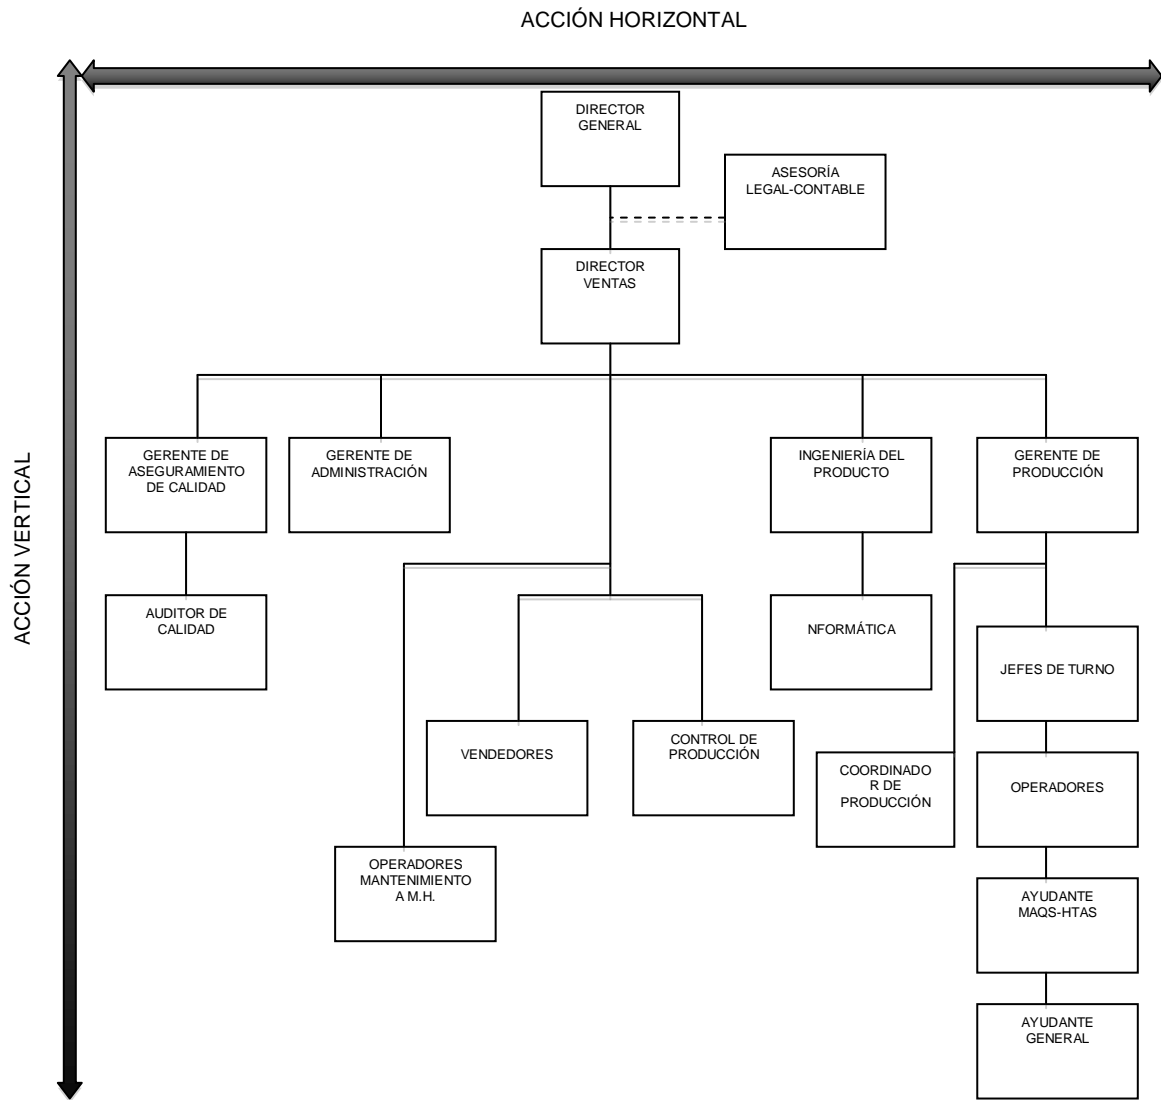 ACCIÓN HORIZONTAL
DIRECTOR
GENERAL
ASESORÍA
LEGAL-CONTABLE
DIRECTOR
VENTAS
ACCIÓN VERTICAL
GERENTE DE
ASEGURAMIENTO
DE CALIDAD
GERENTE DE
ADMINISTRACIÓN
INGENIERÍA DEL
PRODUCTO
GERENTE DE
PRODUCCIÓN
AUDITOR DE
CALIDAD
NFORMÁTICA
JEFES DE TURNO
VENDEDORES
CONTROL DE
PRODUCCIÓN
COORDINADO
R DE
PRODUCCIÓN
OPERADORES
OPERADORES
MANTENIMIENTO
A M.H.
AYUDANTE
MAQS-HTAS
AYUDANTE
GENERAL